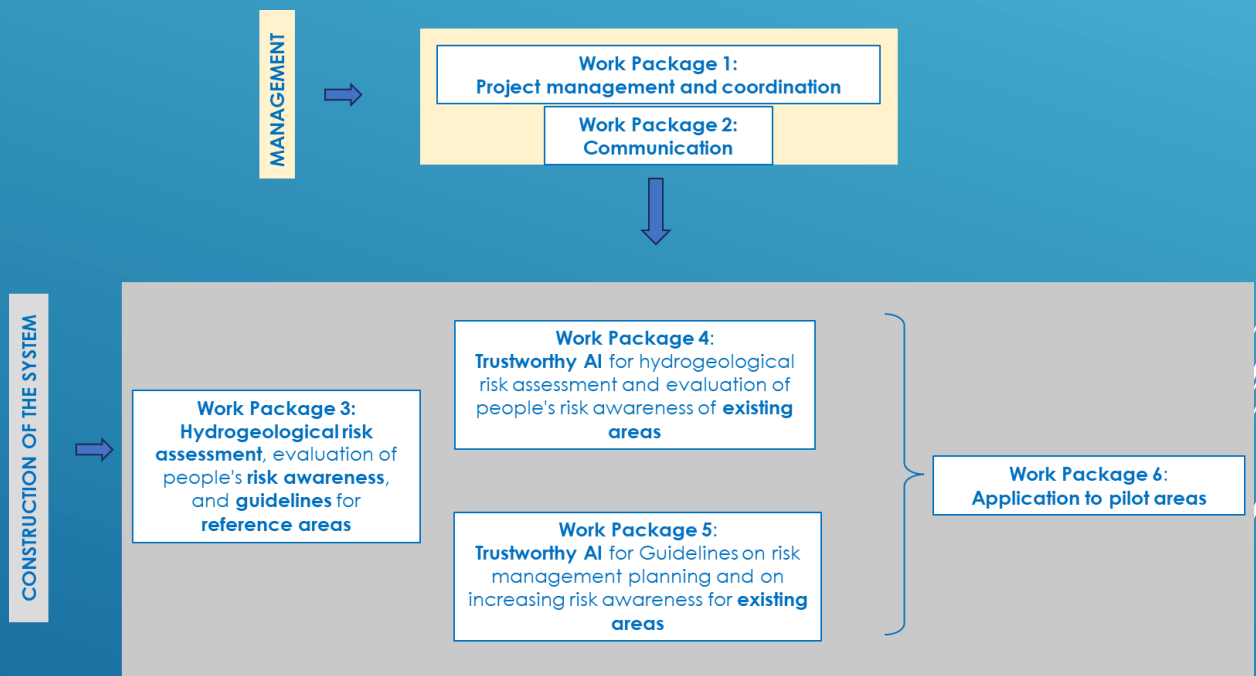 MANAGEMENT
Work Package 1:
Project management and coordination
Work Package 2:
Communication
CONSTRUCTION OF THE SYSTEM
Work Package 3:
Hydrogeological risk
assessment, evaluation of
people's risk awareness,
and guidelines for
reference areas
Work Package 4:
Trustworthy AI for hydrogeological
risk assessment and evaluation of
people's risk awareness of existing
areas
Work Package 5:
Trustworthy AI for Guidelines on risk
management planning and on
increasing risk awareness for existing
areas
Work Package 6:
Application to pilot areas